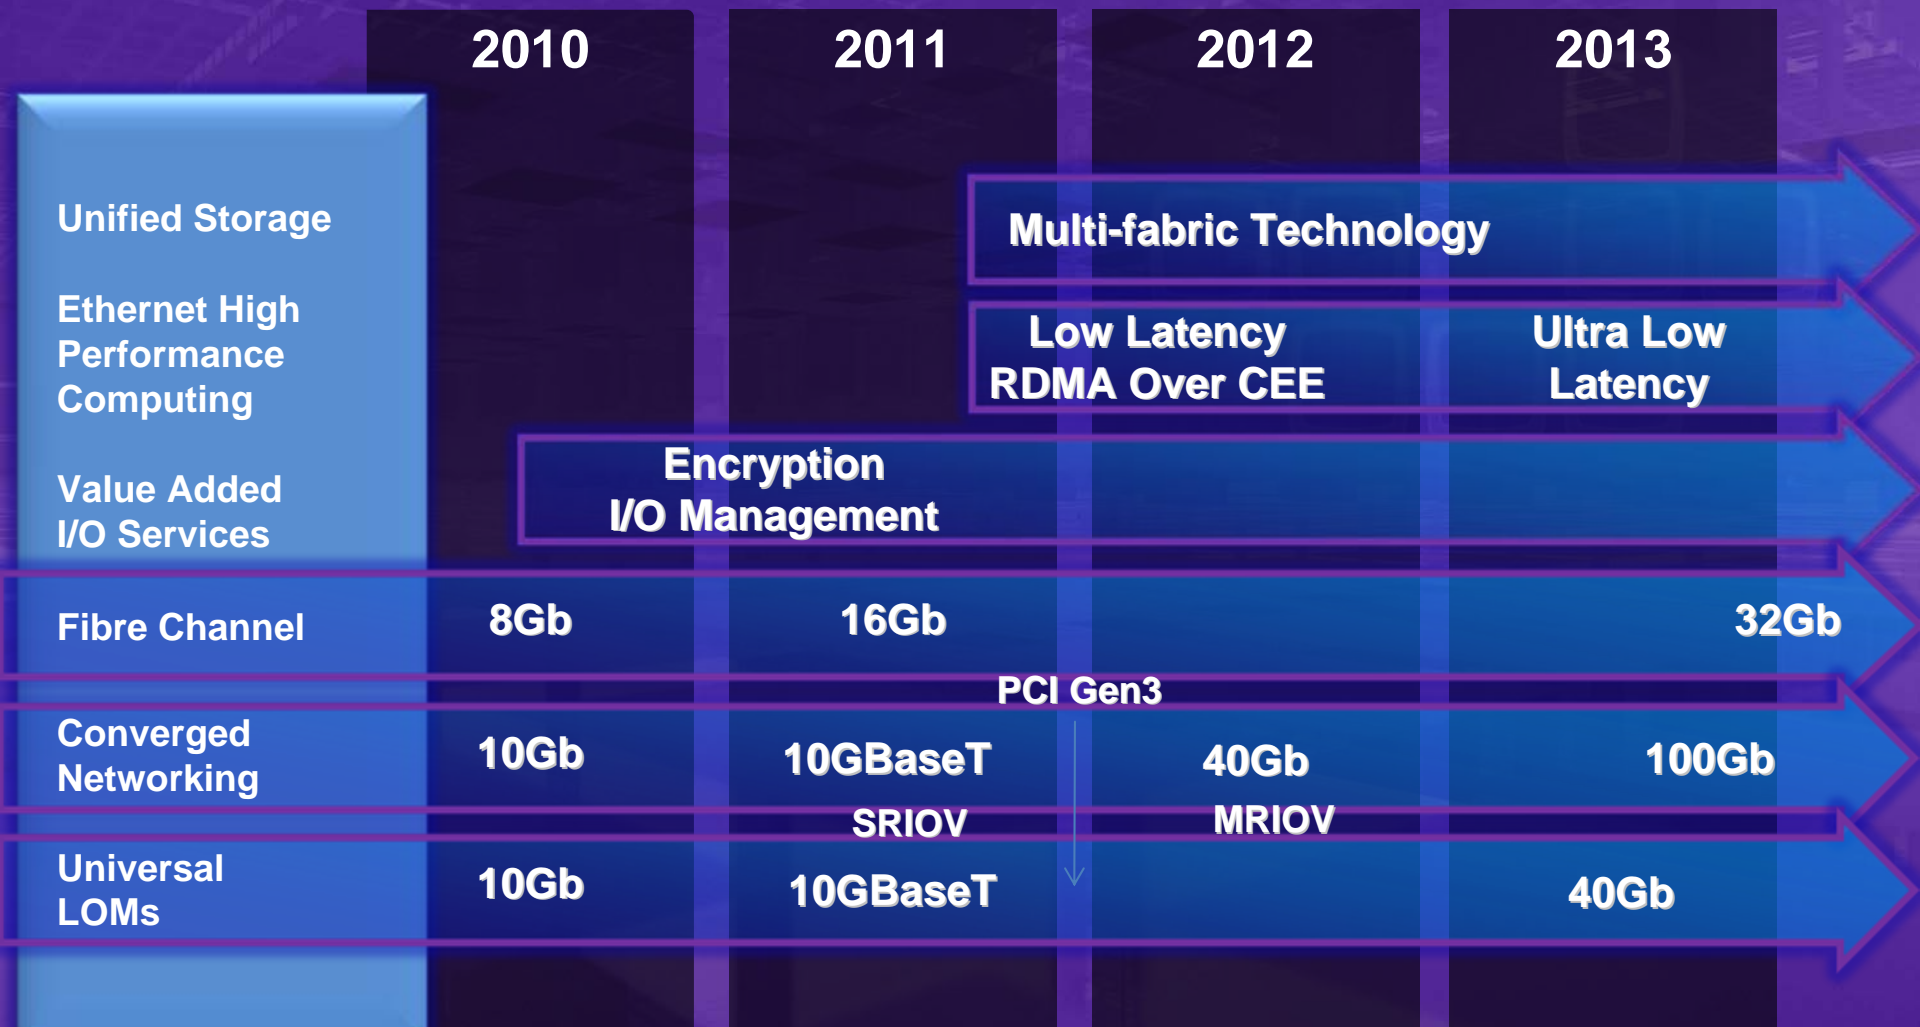 2010 2011 2012 2013
Unified Storage
Multi-fabric Technology
Ethernet High
Performance
Computing
Low Latency
RDMA Over CEE
Ultra Low
Latency
Value Added
I/O Services
Encryption
I/O Management
Fibre Channel
8Gb 16Gb 32Gb
PCI Gen3
Converged
Networking
10Gb 10GBaseT 40Gb 100Gb
SRIOV MRIOV
Universal
LOMs
10Gb 10GBaseT 40Gb